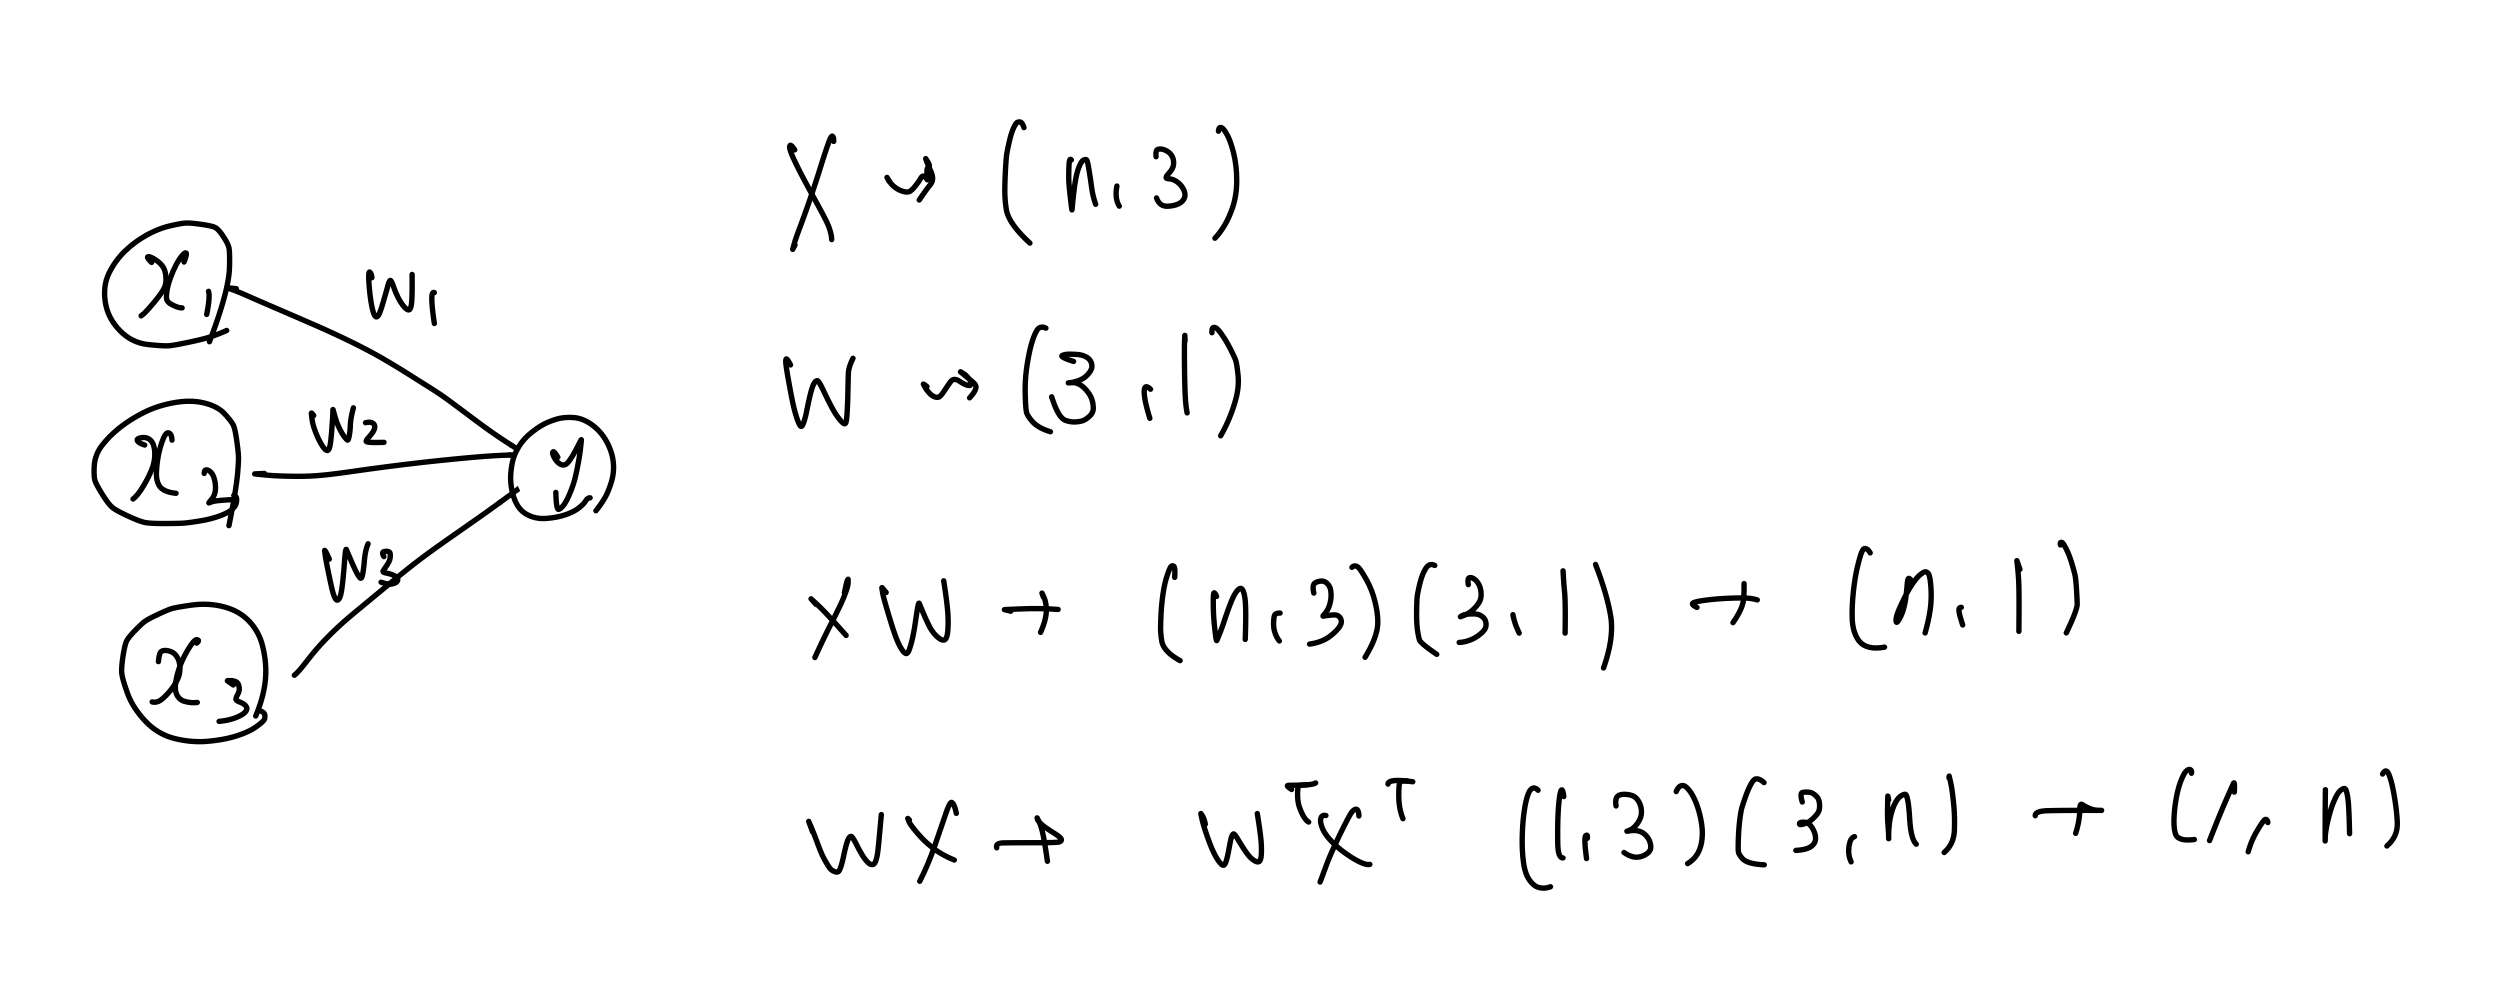 x₁ w₁
x₂ w₂ y
x₃ w₃
X → (n, 3)
W → (3, 1)
XW → (n, 3) (3, 1) → (n, 1)
WX → WᵀXᵀ (1, 3) (3, n) → (1, n)